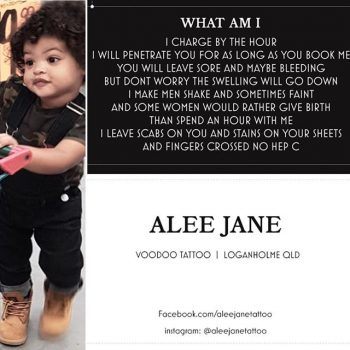 WHAT AM I
I CHARGE BY THE HOUR
I WILL PENETRATE YOU FOR AS LONG AS YOU BOOK ME
YOU WILL LEAVE SORE AND MAYBE BLEEDING
BUT DONT WORRY THE SWELLING WILL GO DOWN
I MAKE MEN SHAKE AND SOMETIMES FAINT
AND SOME WOMEN WOULD RATHER GIVE BIRTH
THAN SPEND AN HOUR WITH ME
I LEAVE SCABS ON YOU AND STAINS ON YOUR SHEETS
AND FINGERS CROSSED NO HEP C
ALEE JANE
VOODOO TATTOO | LOGANHOLME QLD
Facebook.com/aleejanetattoo
instagram: @aleejanetattoo